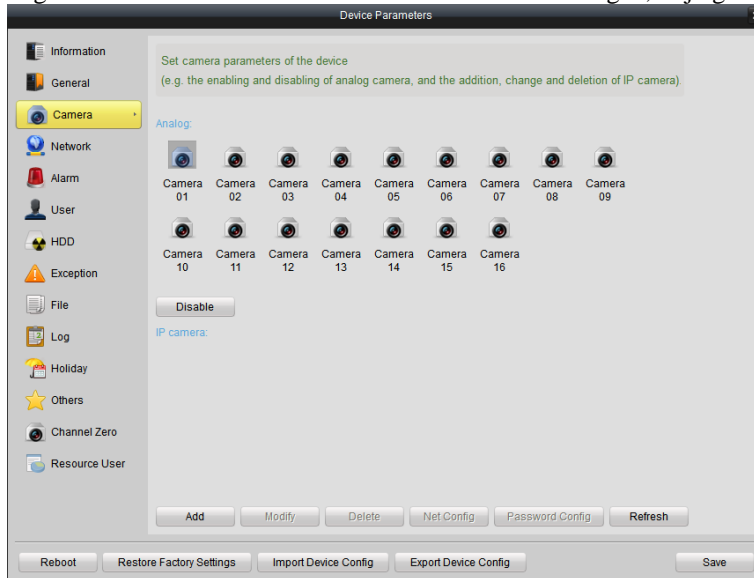 Device Parameters
Information
General
Camera
Network
Alarm
User
HDD
Exception
File
Log
Holiday
Others
Channel Zero
Resource User
Set camera parameters of the device
(e.g. the enabling and disabling of analog camera, and the addition, change and deletion of IP camera).
Analog:
Camera 01 Camera 02 Camera 03 Camera 04 Camera 05 Camera 06 Camera 07 Camera 08 Camera 09
Camera 10 Camera 11 Camera 12 Camera 13 Camera 14 Camera 15 Camera 16
Disable
IP camera:
Add Modify Delete Net Config Password Config Refresh
Reboot Restore Factory Settings Import Device Config Export Device Config Save